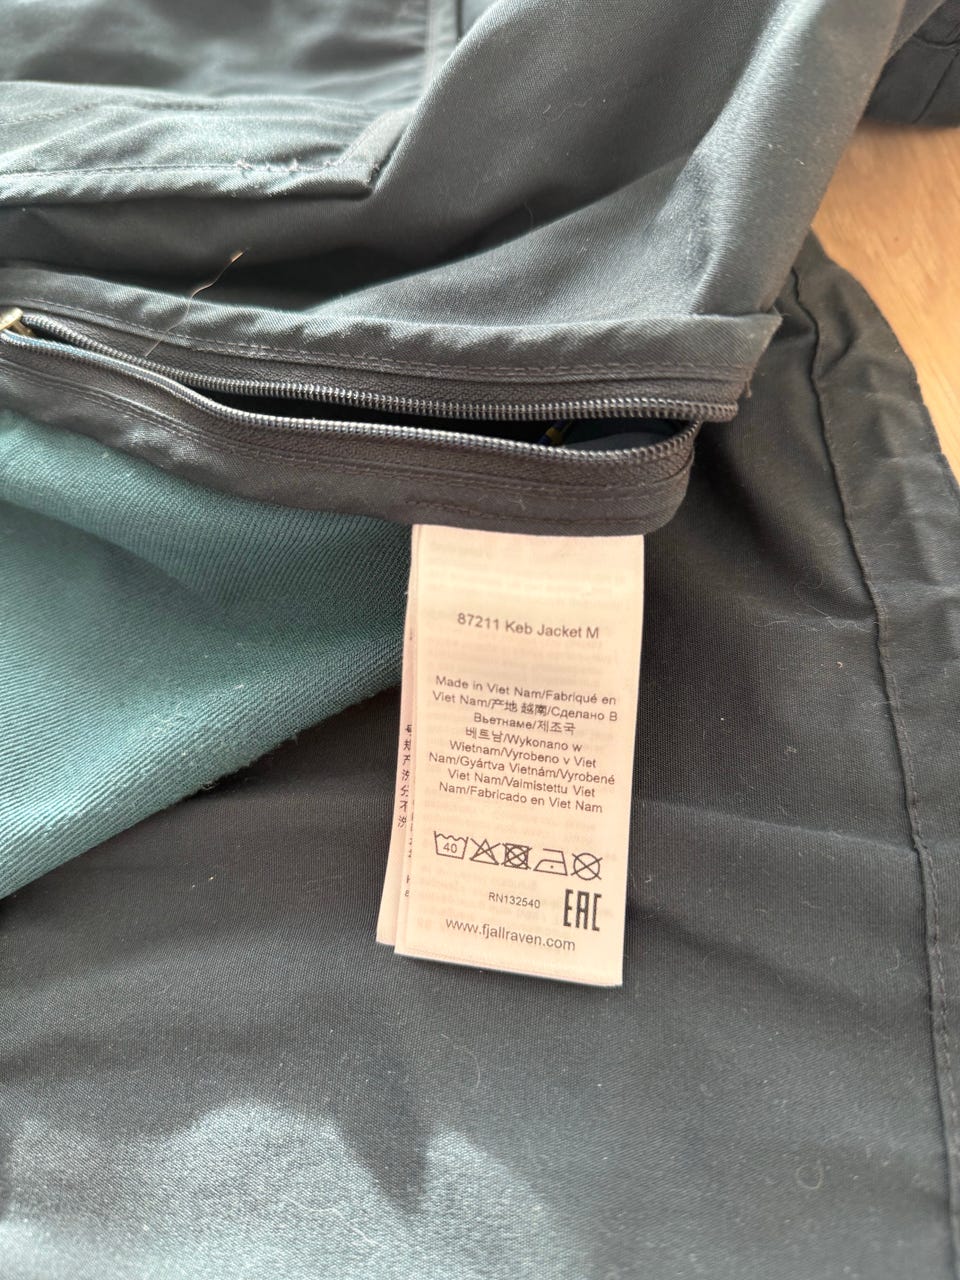 87211 Keb Jacket M
Made in Viet Nam/Fabriqué en
Viet Nam/产地 越南/Сделано В
Вьетнаме/제조국
베트남/Wykonano w
Wietnam/Vyrobeno v Viet
Nam/Gyártva Vietnám/Vyrobené
Viet Nam/Valmistettu Viet
Nam/Fabricado en Viet Nam
40
RN132540
EAC
www.fjallraven.com